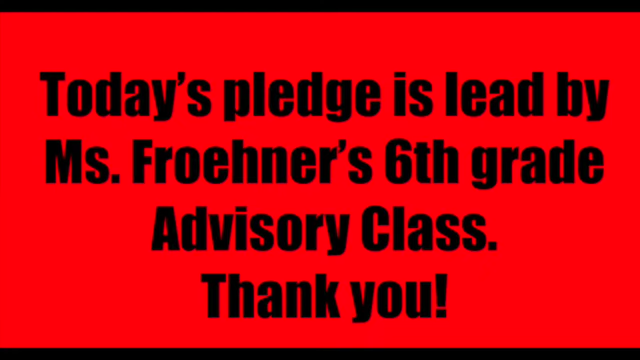 Today’s pledge is lead by
Ms. Froehner’s 6th grade
Advisory Class.
Thank you!